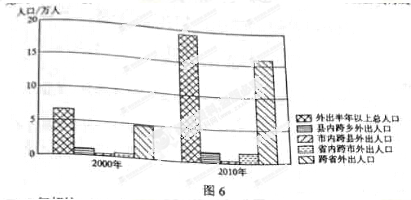 人口/万人
20
15
10
5
0
2000年
2010年
外出半年以上总人口
县内跨乡外出人口
市内跨县外出人口
省内跨市外出人口
跨省外出人口
图6